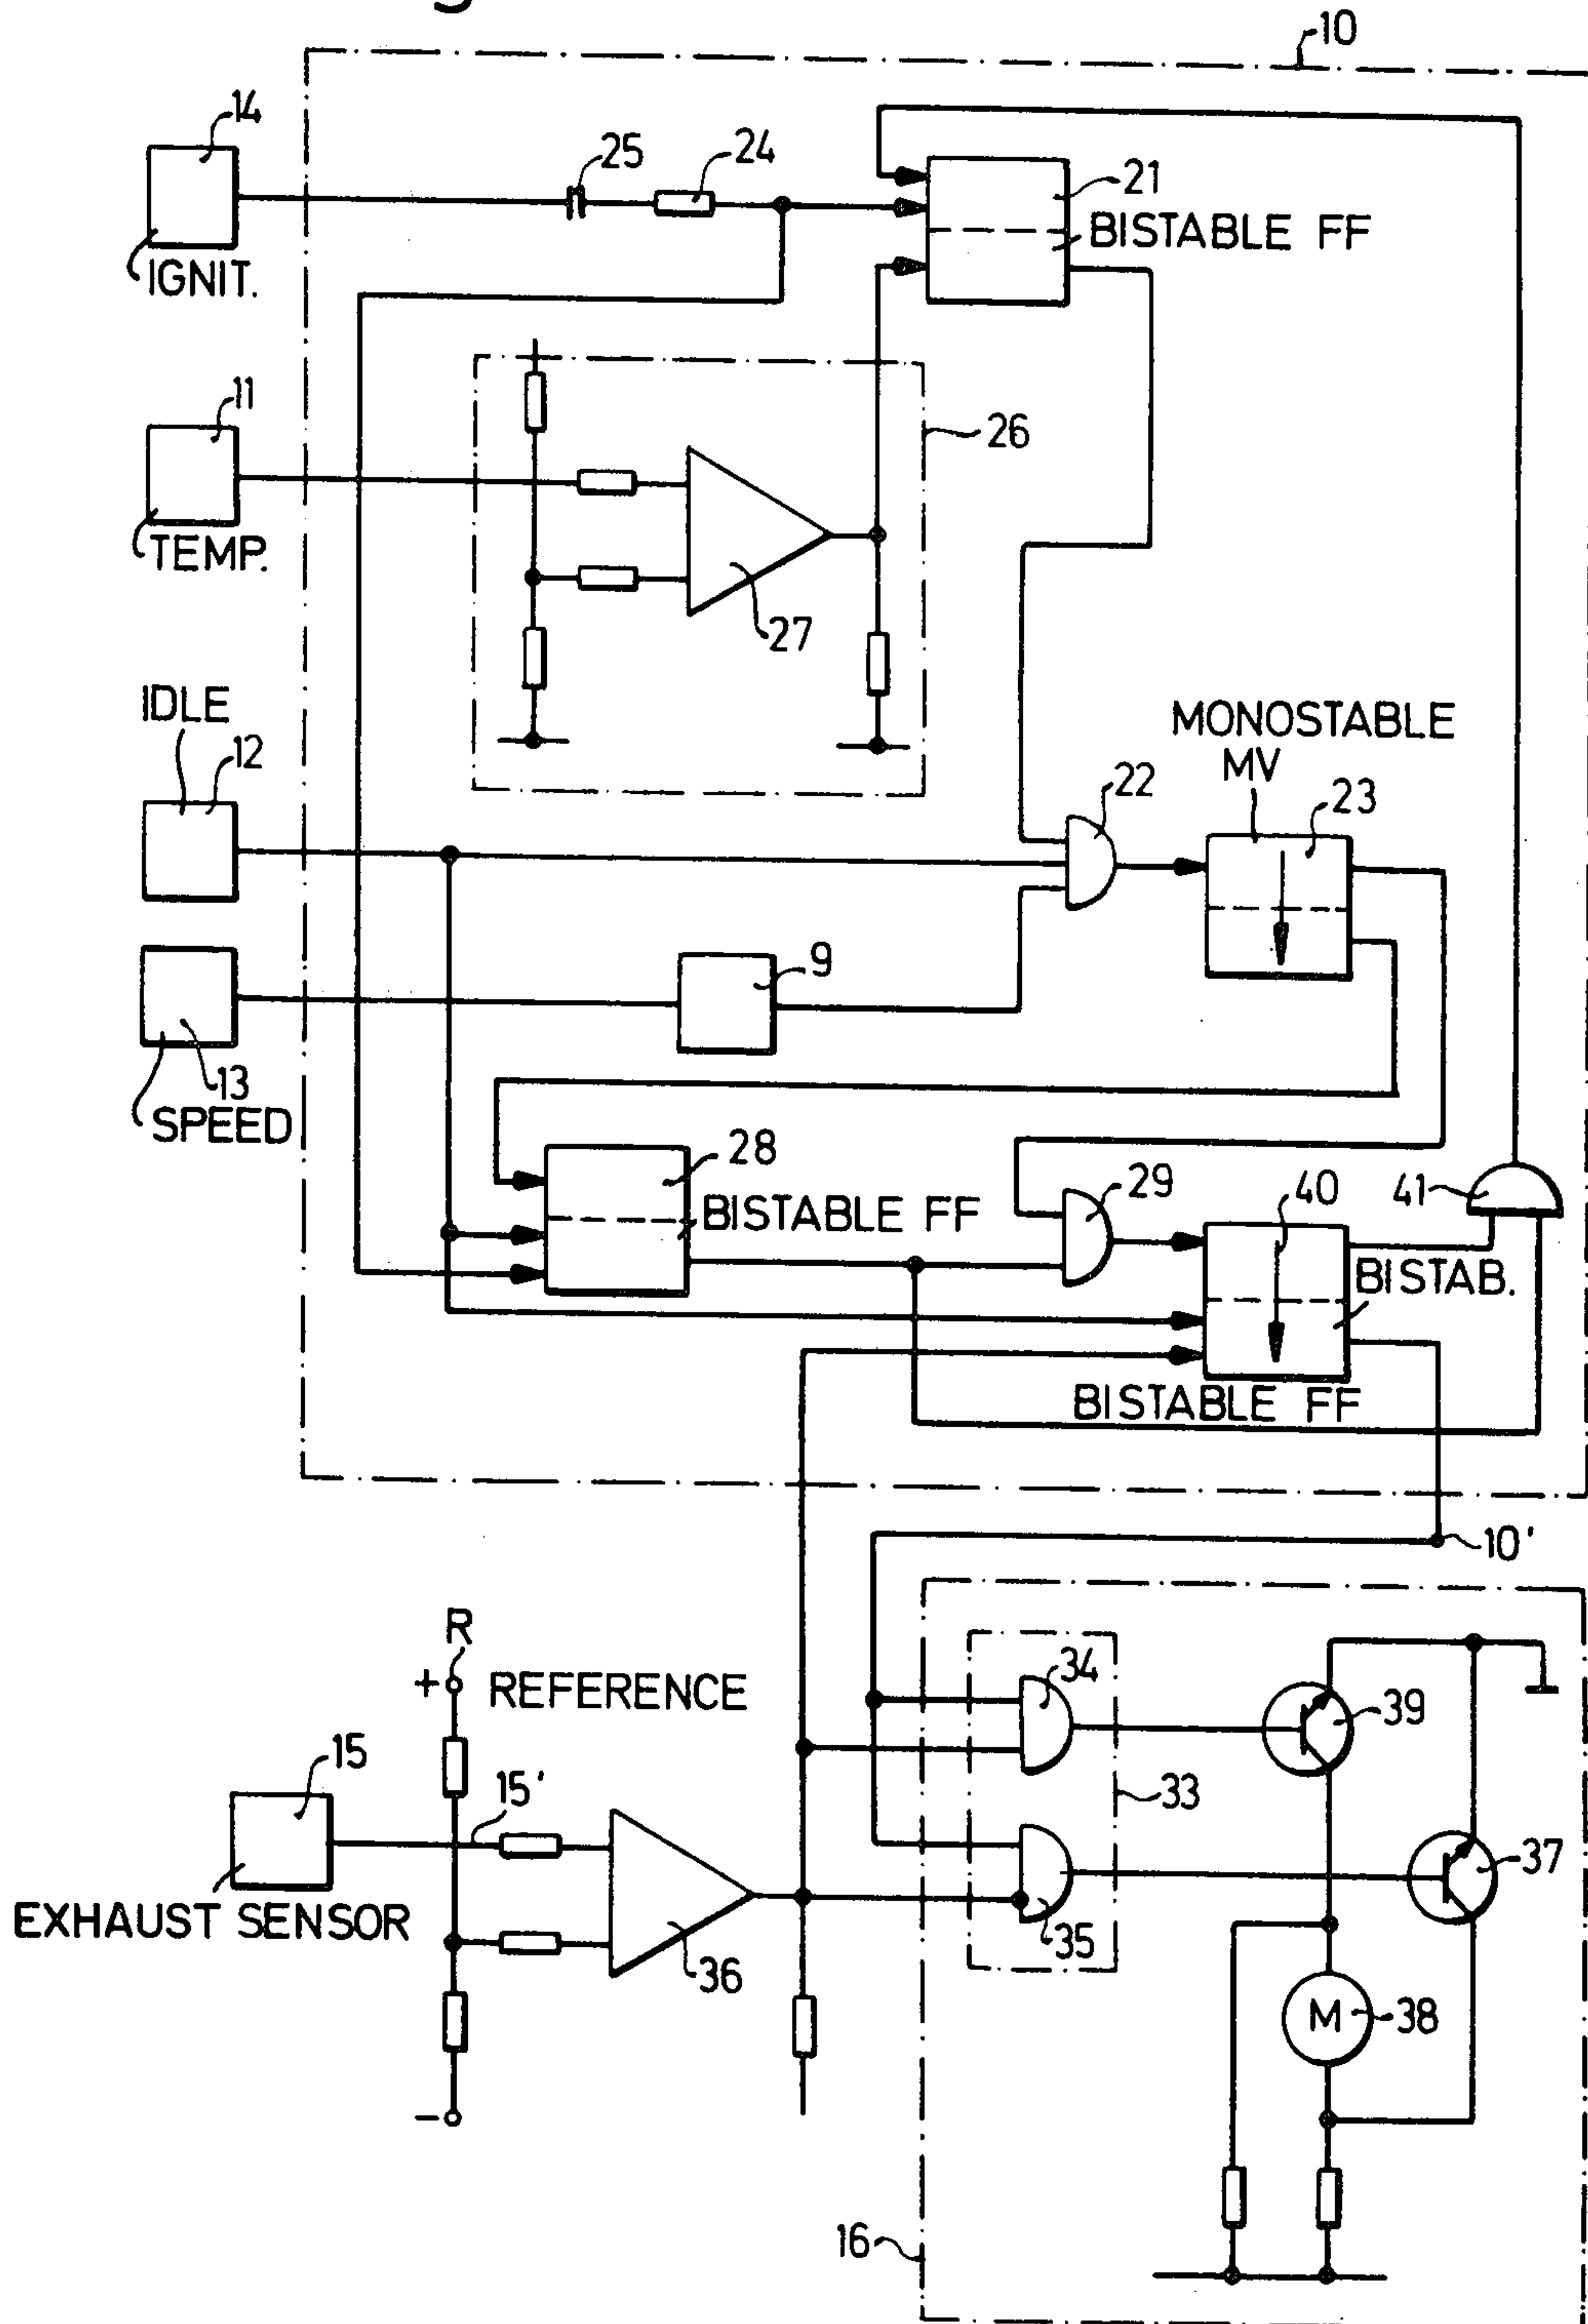 10
14
25
24
21
BISTABLE FF
IGNIT.
11
26
TEMP.
27
IDLE
12
MONOSTABLE
MV
22
23
9
13
SPEED
28
29
40
41
BISTABLE FF
BISTAB.
BISTABLE FF
10'
R
+
REFERENCE
34
39
15
15'
33
37
EXHAUST SENSOR
36
35
M
38
-
16